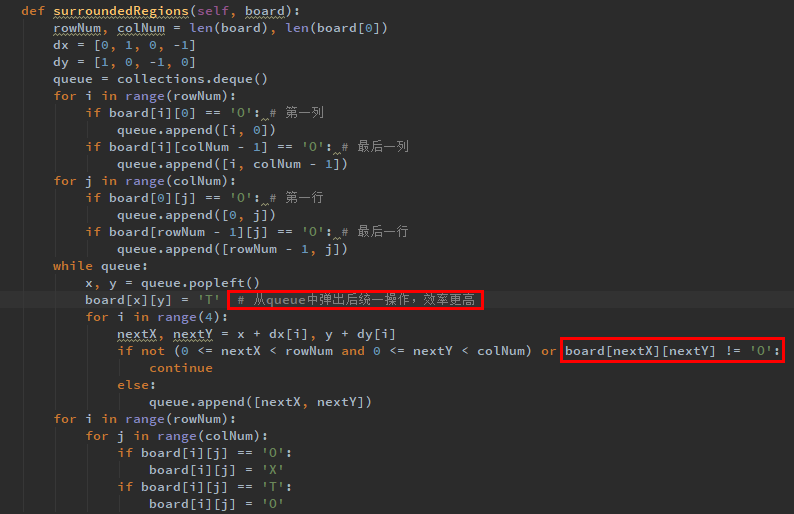 def surroundedRegions(self, board):
    rowNum, colNum = len(board), len(board[0])
    dx = [0, 1, 0, -1]
    dy = [1, 0, -1, 0]
    queue = collections.deque()
    for i in range(rowNum):
        if board[i][0] == 'O': # 第一列
            queue.append([i, 0])
        if board[i][colNum - 1] == 'O': # 最后一列
            queue.append([i, colNum - 1])
    for j in range(colNum):
        if board[0][j] == 'O': # 第一行
            queue.append([0, j])
        if board[rowNum - 1][j] == 'O': # 最后一行
            queue.append([rowNum - 1, j])
    while queue:
        x, y = queue.popleft()
        board[x][y] = 'T'  # 从queue中弹出后统一操作，效率更高
        for i in range(4):
            nextX, nextY = x + dx[i], y + dy[i]
            if not (0 <= nextX < rowNum and 0 <= nextY < colNum) or board[nextX][nextY] != 'O':
                continue
            else:
                queue.append([nextX, nextY])
    for i in range(rowNum):
        for j in range(colNum):
            if board[i][j] == 'O':
                board[i][j] = 'X'
            if board[i][j] == 'T':
                board[i][j] = 'O'